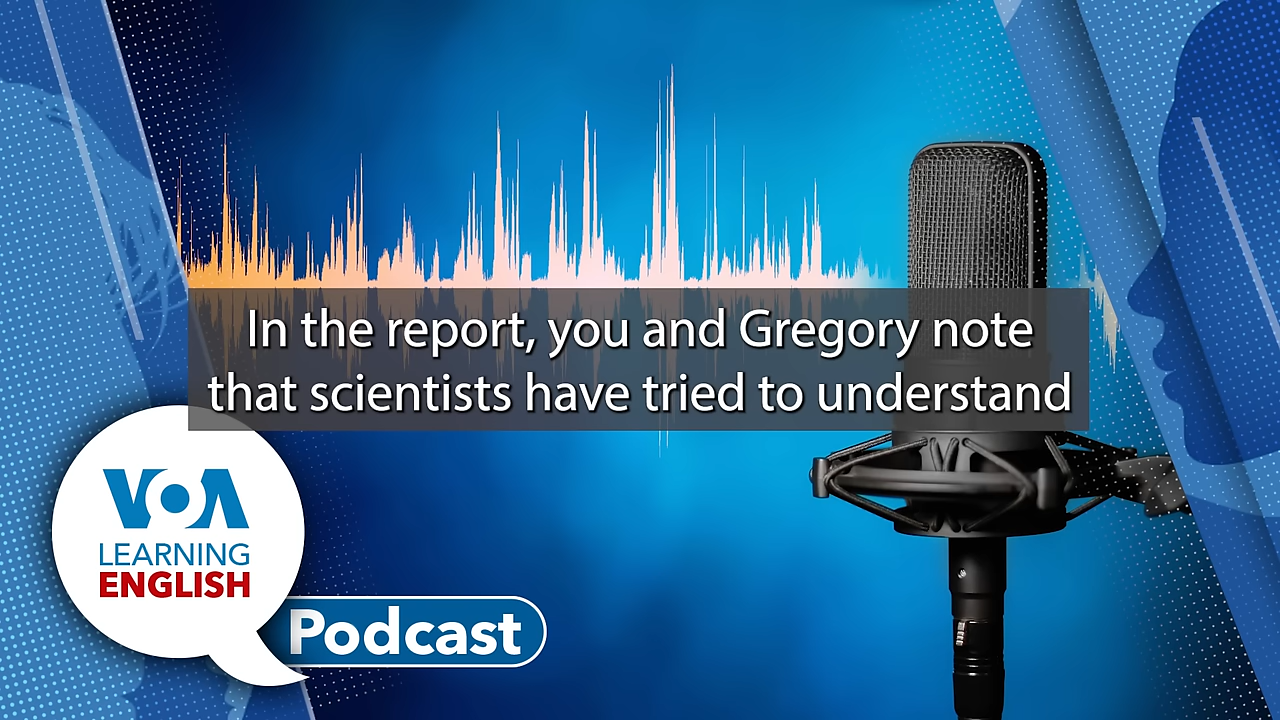 In the report, you and Gregory note
that scientists have tried to understand
VOA
LEARNING
ENGLISH
Podcast